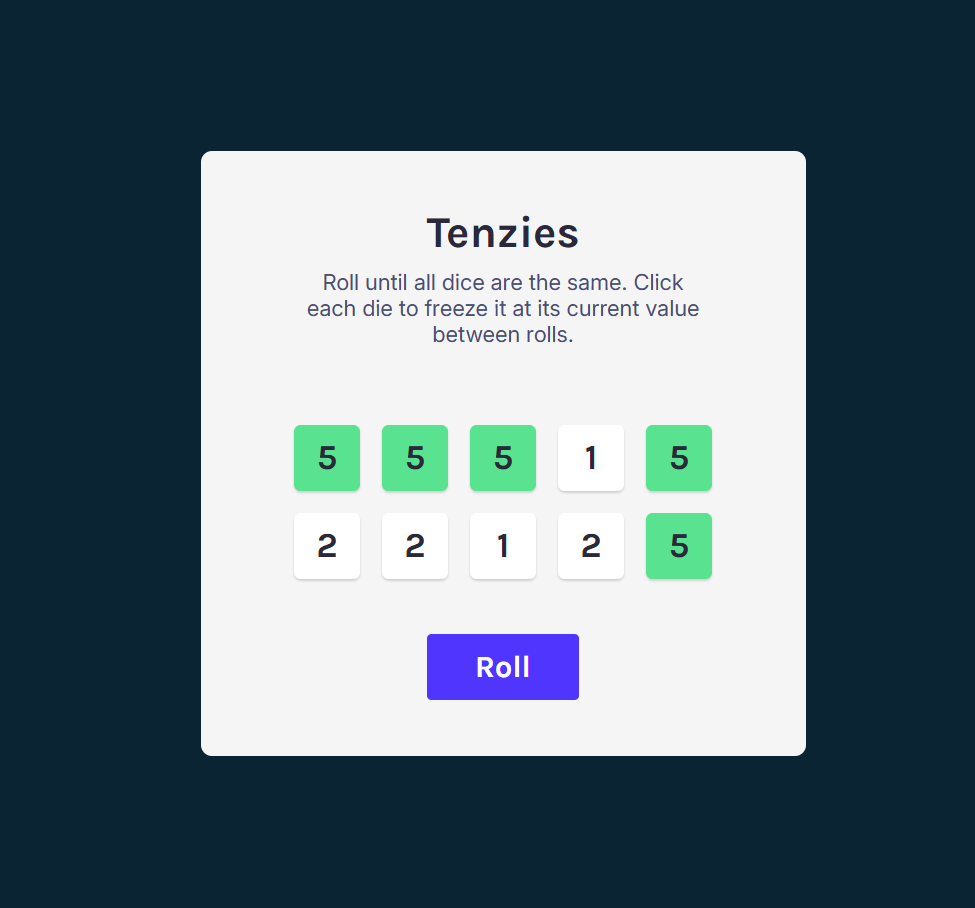 Tenzies
Roll until all dice are the same. Click
each die to freeze it at its current value
between rolls.
5 5 5 1 5
2 2 1 2 5
Roll